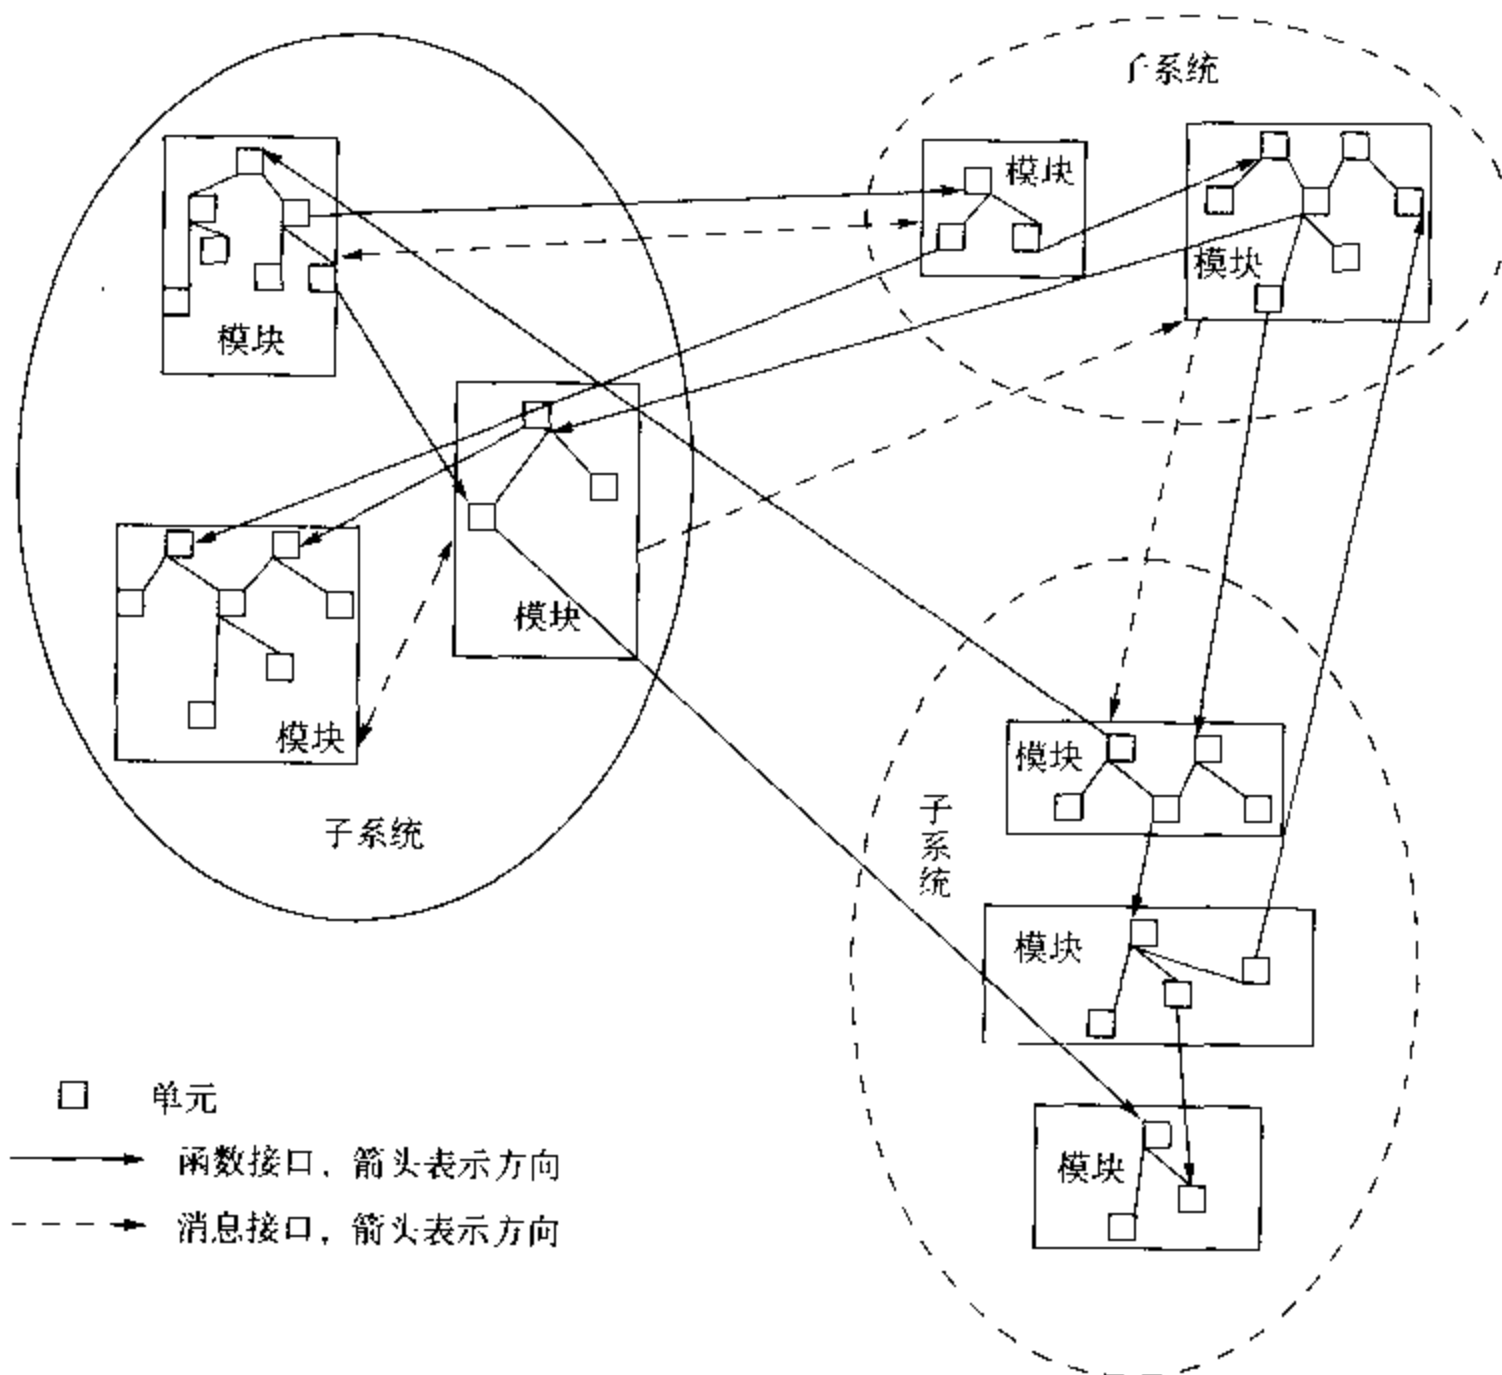 子系统
模块
模块
模块
模块
模块
子系统
模块
子系统
模块
模块
单元
函数接口，箭头表示方向
消息接口，箭头表示方向